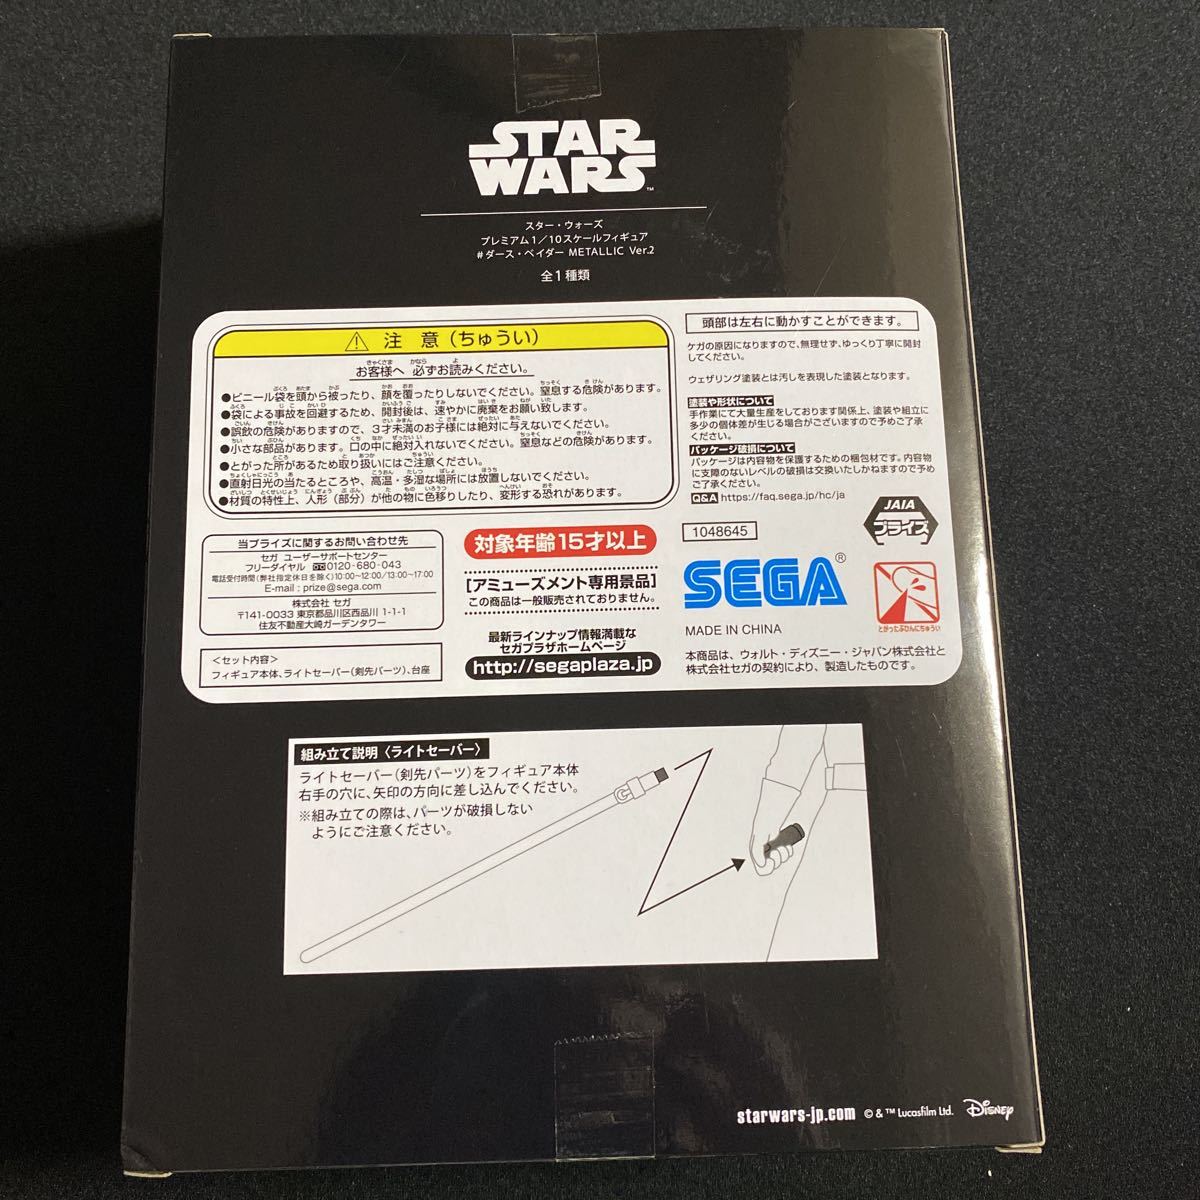 STAR
WARS™
スター・ウォーズ
プレミアム1/10スケールフィギュア
#ダース・ベイダー METALLIC Ver.2
全1種類
⚠ 注意(ちゅうい)
お客様へ 必ずお読みください。
●ビニール袋を頭から被ったり、顔を覆ったりしないでください。窒息する危険があります。
●袋による事故を回避するため、開封後は、速やかに廃棄をお願い致します。
●誤飲の危険がありますので、3才未満のお子様には絶対に与えないでください。
●小さな部品があります。口の中に絶対入れないでください。窒息などの危険があります。
●とがった所があるため取り扱いにはご注意ください。
●直射日光の当たるところや、高温・多湿な場所には放置しないでください。
●材質の特性上、人形(部分)が他の物に色移りしたり、変形する恐れがあります。
当プライズに関するお問い合わせ先
セガ ユーザーサポートセンター
フリーダイヤル 0120-680-043
電話受付時間(弊社指定休日を除く)10:00~12:00/13:00~17:00
E-mail : prize@sega.com
株式会社 セガ
〒141-0033 東京都品川区西品川 1-1-1
住友不動産大崎ガーデンタワー
<セット内容>
フィギュア本体、ライトセーバー(剣先パーツ)、台座
対象年齢15才以上
[アミューズメント専用景品]
この商品は一般販売されておりません。
最新ラインナップ情報満載な
セガプラザホームページ
http://segaplaza.jp
頭部は左右に動かすことができます。
ケガの原因になりますので、無理せず、ゆっくり丁寧に開封
してください。
ウェザリング塗装とは汚しを表現した塗装となります。
塗装や形状について
手作業にて大量生産をしております関係上、塗装や組立に
多少の個体差が生じる場合がございますので予めご了承
ください。
パッケージ破損について
パッケージは内容物を保護するための梱包材です。内容物
に支障のないレベルの破損は交換いたしかねますので予め
ご了承ください。
Q&A https://faq.sega.jp/hc/ja
1048645
JAIA
プライズ
SEGA®
とがったぶひんにちゅうい
MADE IN CHINA
本商品は、ウォルト・ディズニー・ジャパン株式会社と
株式会社セガの契約により、製造したものです。
組み立て説明〈ライトセーバー〉
ライトセーバー(剣先パーツ)をフィギュア本体
右手の穴に、矢印の方向に差し込んでください。
※組み立ての際は、パーツが破損しない
ようにご注意ください。
starwars-jp.com © & ™ Lucasfilm Ltd. Disney